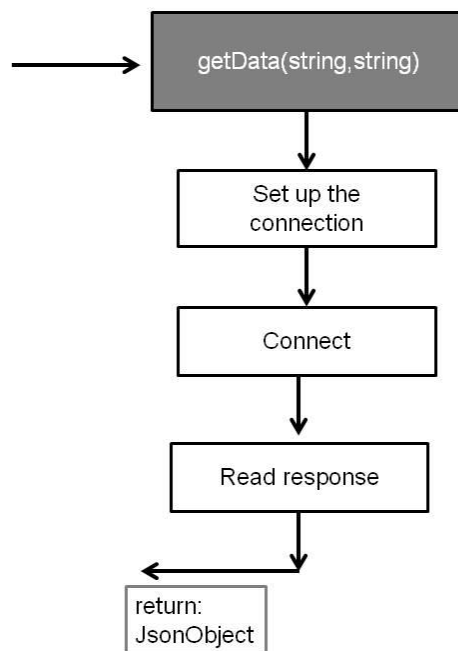 getData(string,string)
Set up the
connection
Connect
Read response
return:
JsonObject